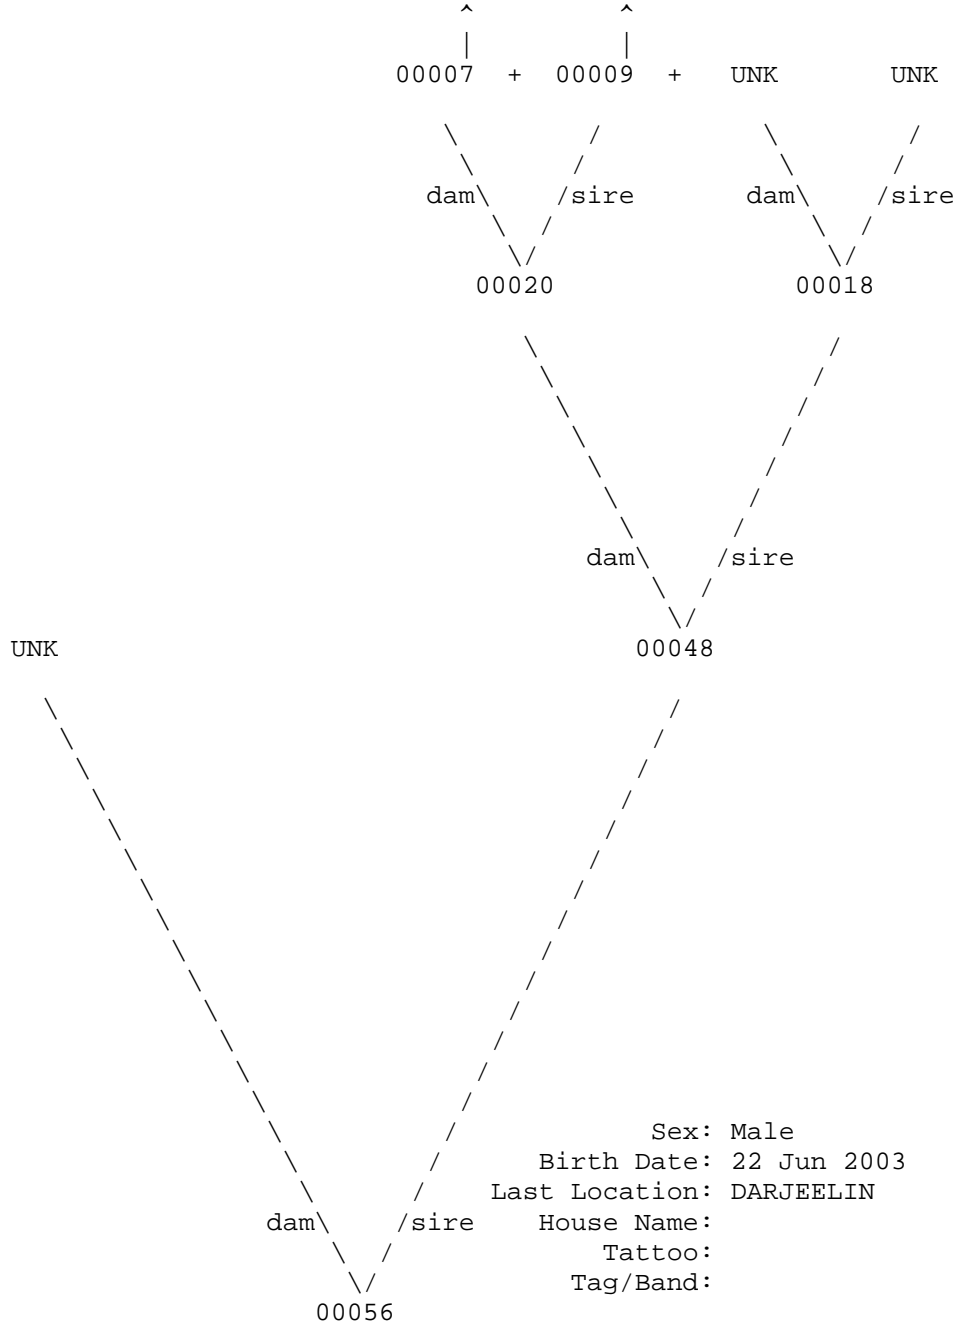 ^ ^
| |
00007 + 00009 + UNK UNK
\ / \ /
\ / \ /
\ / \ /
dam\ /sire dam\ /sire
\ / \ /
\/ \/
00020 00018
dam\ /sire
UNK 00048
Sex: Male
Birth Date: 22 Jun 2003
Last Location: DARJEELIN
dam\ /sire House Name:
Tattoo:
Tag/Band:
00056